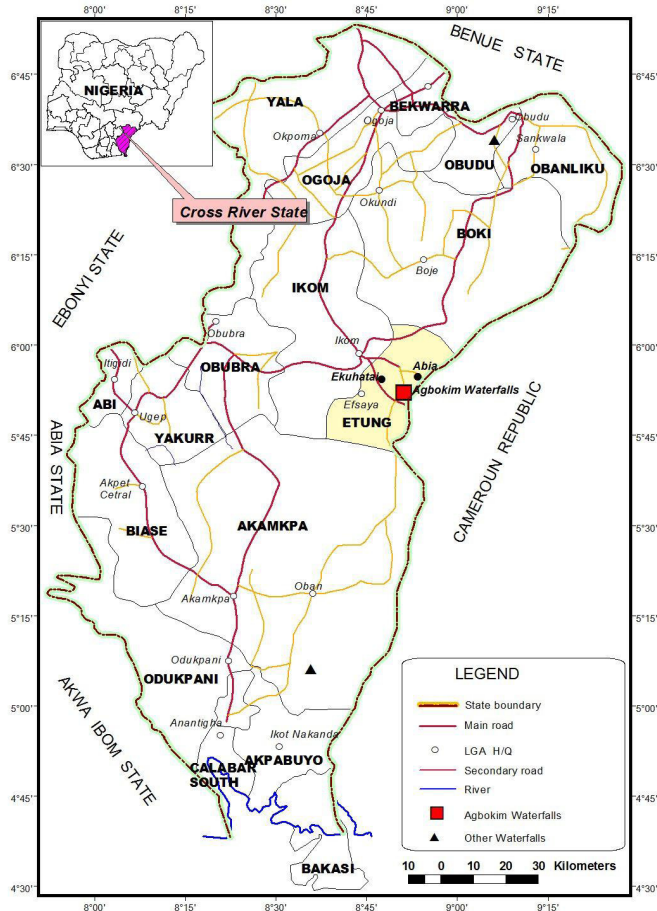 8°00' 8°15' 8°30' 8°45' 9°00' 9°15'
6°45' 6°45'
6°30' 6°30'
6°15' 6°15'
6°00' 6°00'
5°45' 5°45'
5°30' 5°30'
5°15' 5°15'
5°00' 5°00'
4°45' 4°45'
4°30' 4°30'
NIGERIA
Cross River State
BENUE STATE
EBONYI STATE
ABIA STATE
AKWA IBOM STATE
CAMEROUN REPUBLIC
YALA
BEKWARRA
Ogoja
Okpoma
Obudu
Sankwala
OBUDU
OBANLIKU
OGOJA
Okundi
BOKI
Boje
IKOM
Obubra
Ikom
Itigidi
OBUBRA
Ekuhatal
Abia
Agbokim Waterfalls
ABI
Efsaya
Ugep
ETUNG
YAKURR
Akpet
Cetral
BIASE
AKAMKPA
Oban
Akamkpa
Odukpani
ODUKPANI
Anantigha
Ikot Nakanda
AKPABUYO
CALABAR
SOUTH
BAKASI
LEGEND
State boundary
Main road
LGA H/Q
Secondary road
River
Agbokim Waterfalls
Other Waterfalls
10 0 10 20 30 Kilometers
8°00' 8°15' 8°30' 8°45' 9°00' 9°15'